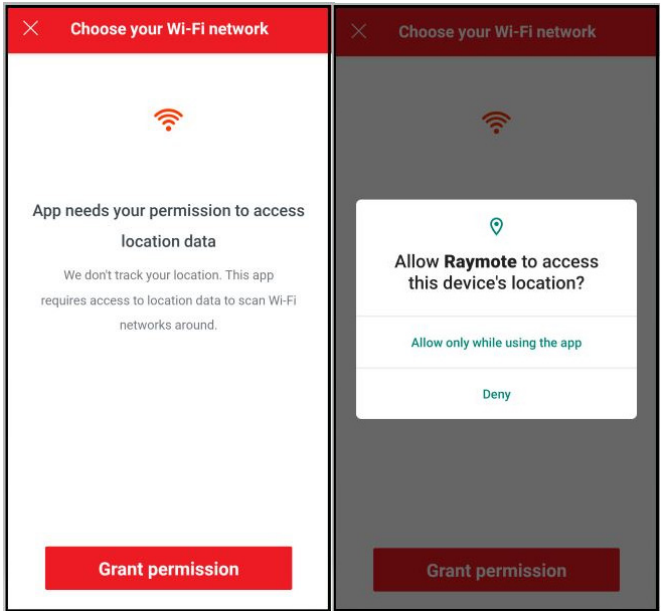 Choose your Wi-Fi network
App needs your permission to access
location data
We don't track your location. This app
requires access to location data to scan Wi-Fi
networks around.
Grant permission
Choose your Wi-Fi network
Allow Raymote to access
this device's location?
Allow only while using the app
Deny
Grant permission